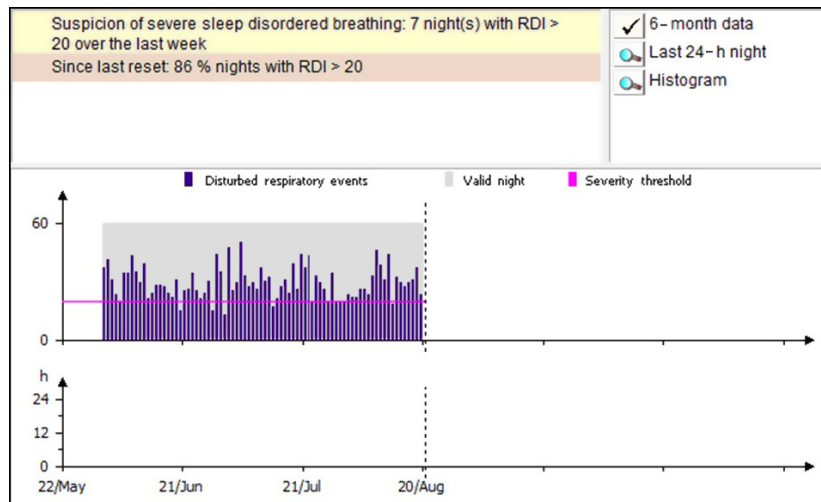 Suspicion of severe sleep disordered breathing: 7 night(s) with RDI >
20 over the last week
Since last reset: 86 % nights with RDI > 20
6-month data
Last 24-h night
Histogram
Disturbed respiratory events
Valid night
Severity threshold
60
0
h
24
12
0
22/May
21/Jun
21/Jul
20/Aug